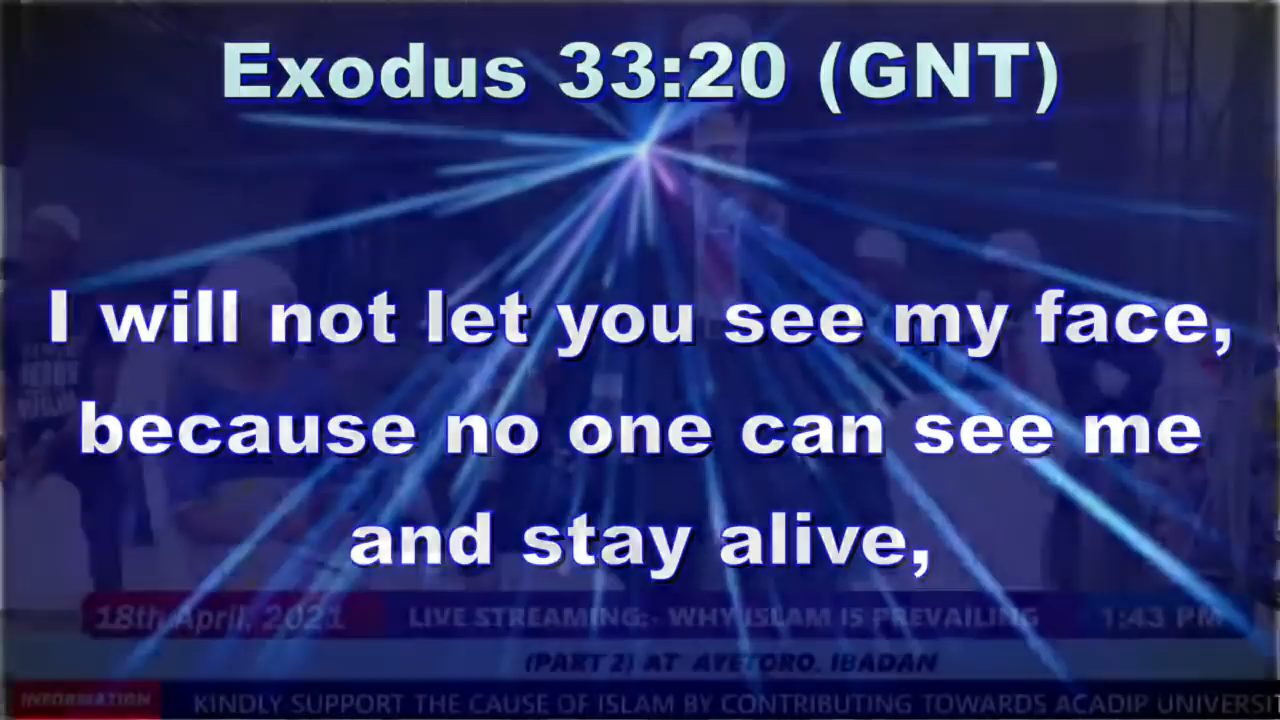 Exodus 33:20 (GNT)
I will not let you see my face,
because no one can see me
and stay alive,
18th April, 2021
LIVE STREAMING:- WHY ISLAM IS PREVAILING
1:43 PM
(PART 2) AT AYETORO, IBADAN
INFORMATION
KINDLY SUPPORT THE CAUSE OF ISLAM BY CONTRIBUTING TOWARDS ACADIP UNIVERSI